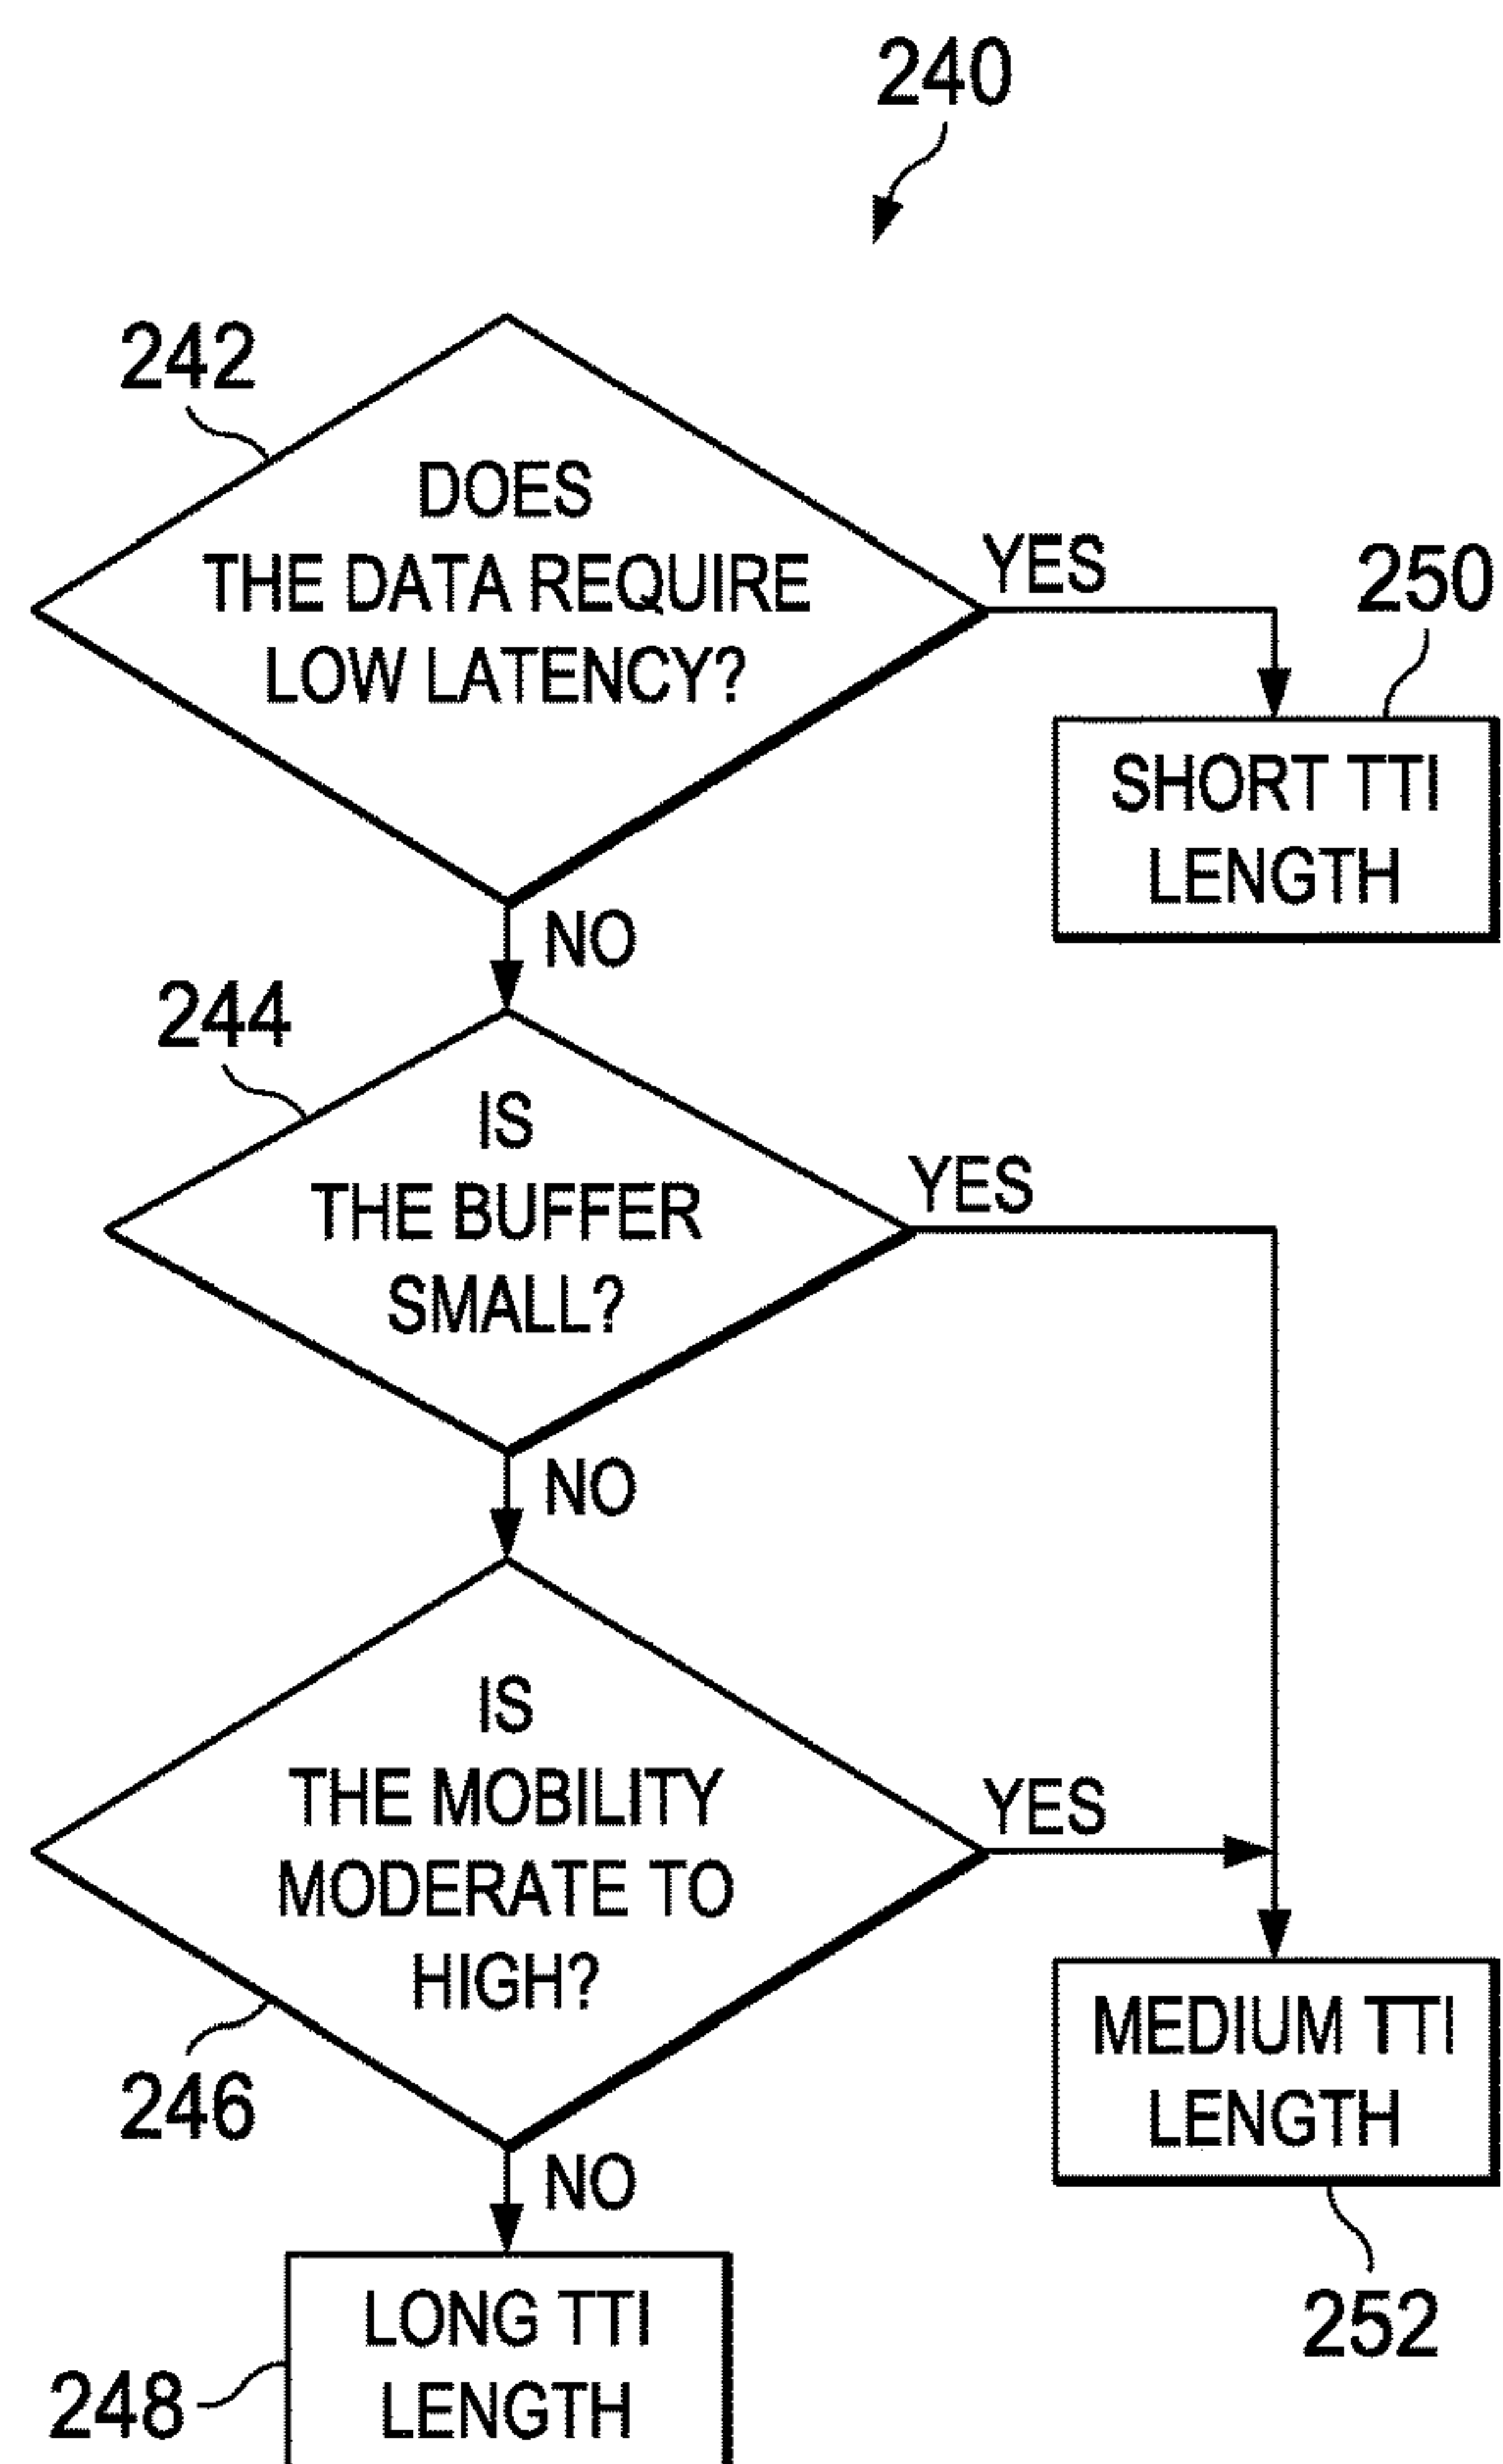 240
242
DOES
THE DATA REQUIRE
LOW LATENCY?
YES
250
SHORT TTI
LENGTH
NO
244
IS
THE BUFFER
SMALL?
YES
NO
IS
THE MOBILITY
MODERATE TO
HIGH?
YES
246
MEDIUM TTI
LENGTH
252
NO
248
LONG TTI
LENGTH